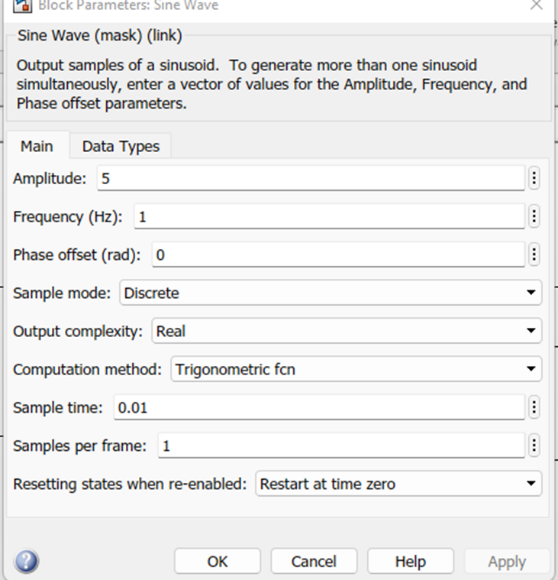 Block Parameters: Sine Wave
Sine Wave (mask) (link)
Output samples of a sinusoid. To generate more than one sinusoid
simultaneously, enter a vector of values for the Amplitude, Frequency, and
Phase offset parameters.
Main Data Types
Amplitude: 5
Frequency (Hz): 1
Phase offset (rad): 0
Sample mode: Discrete
Output complexity: Real
Computation method: Trigonometric fcn
Sample time: 0.01
Samples per frame: 1
Resetting states when re-enabled: Restart at time zero
? OK Cancel Help Apply